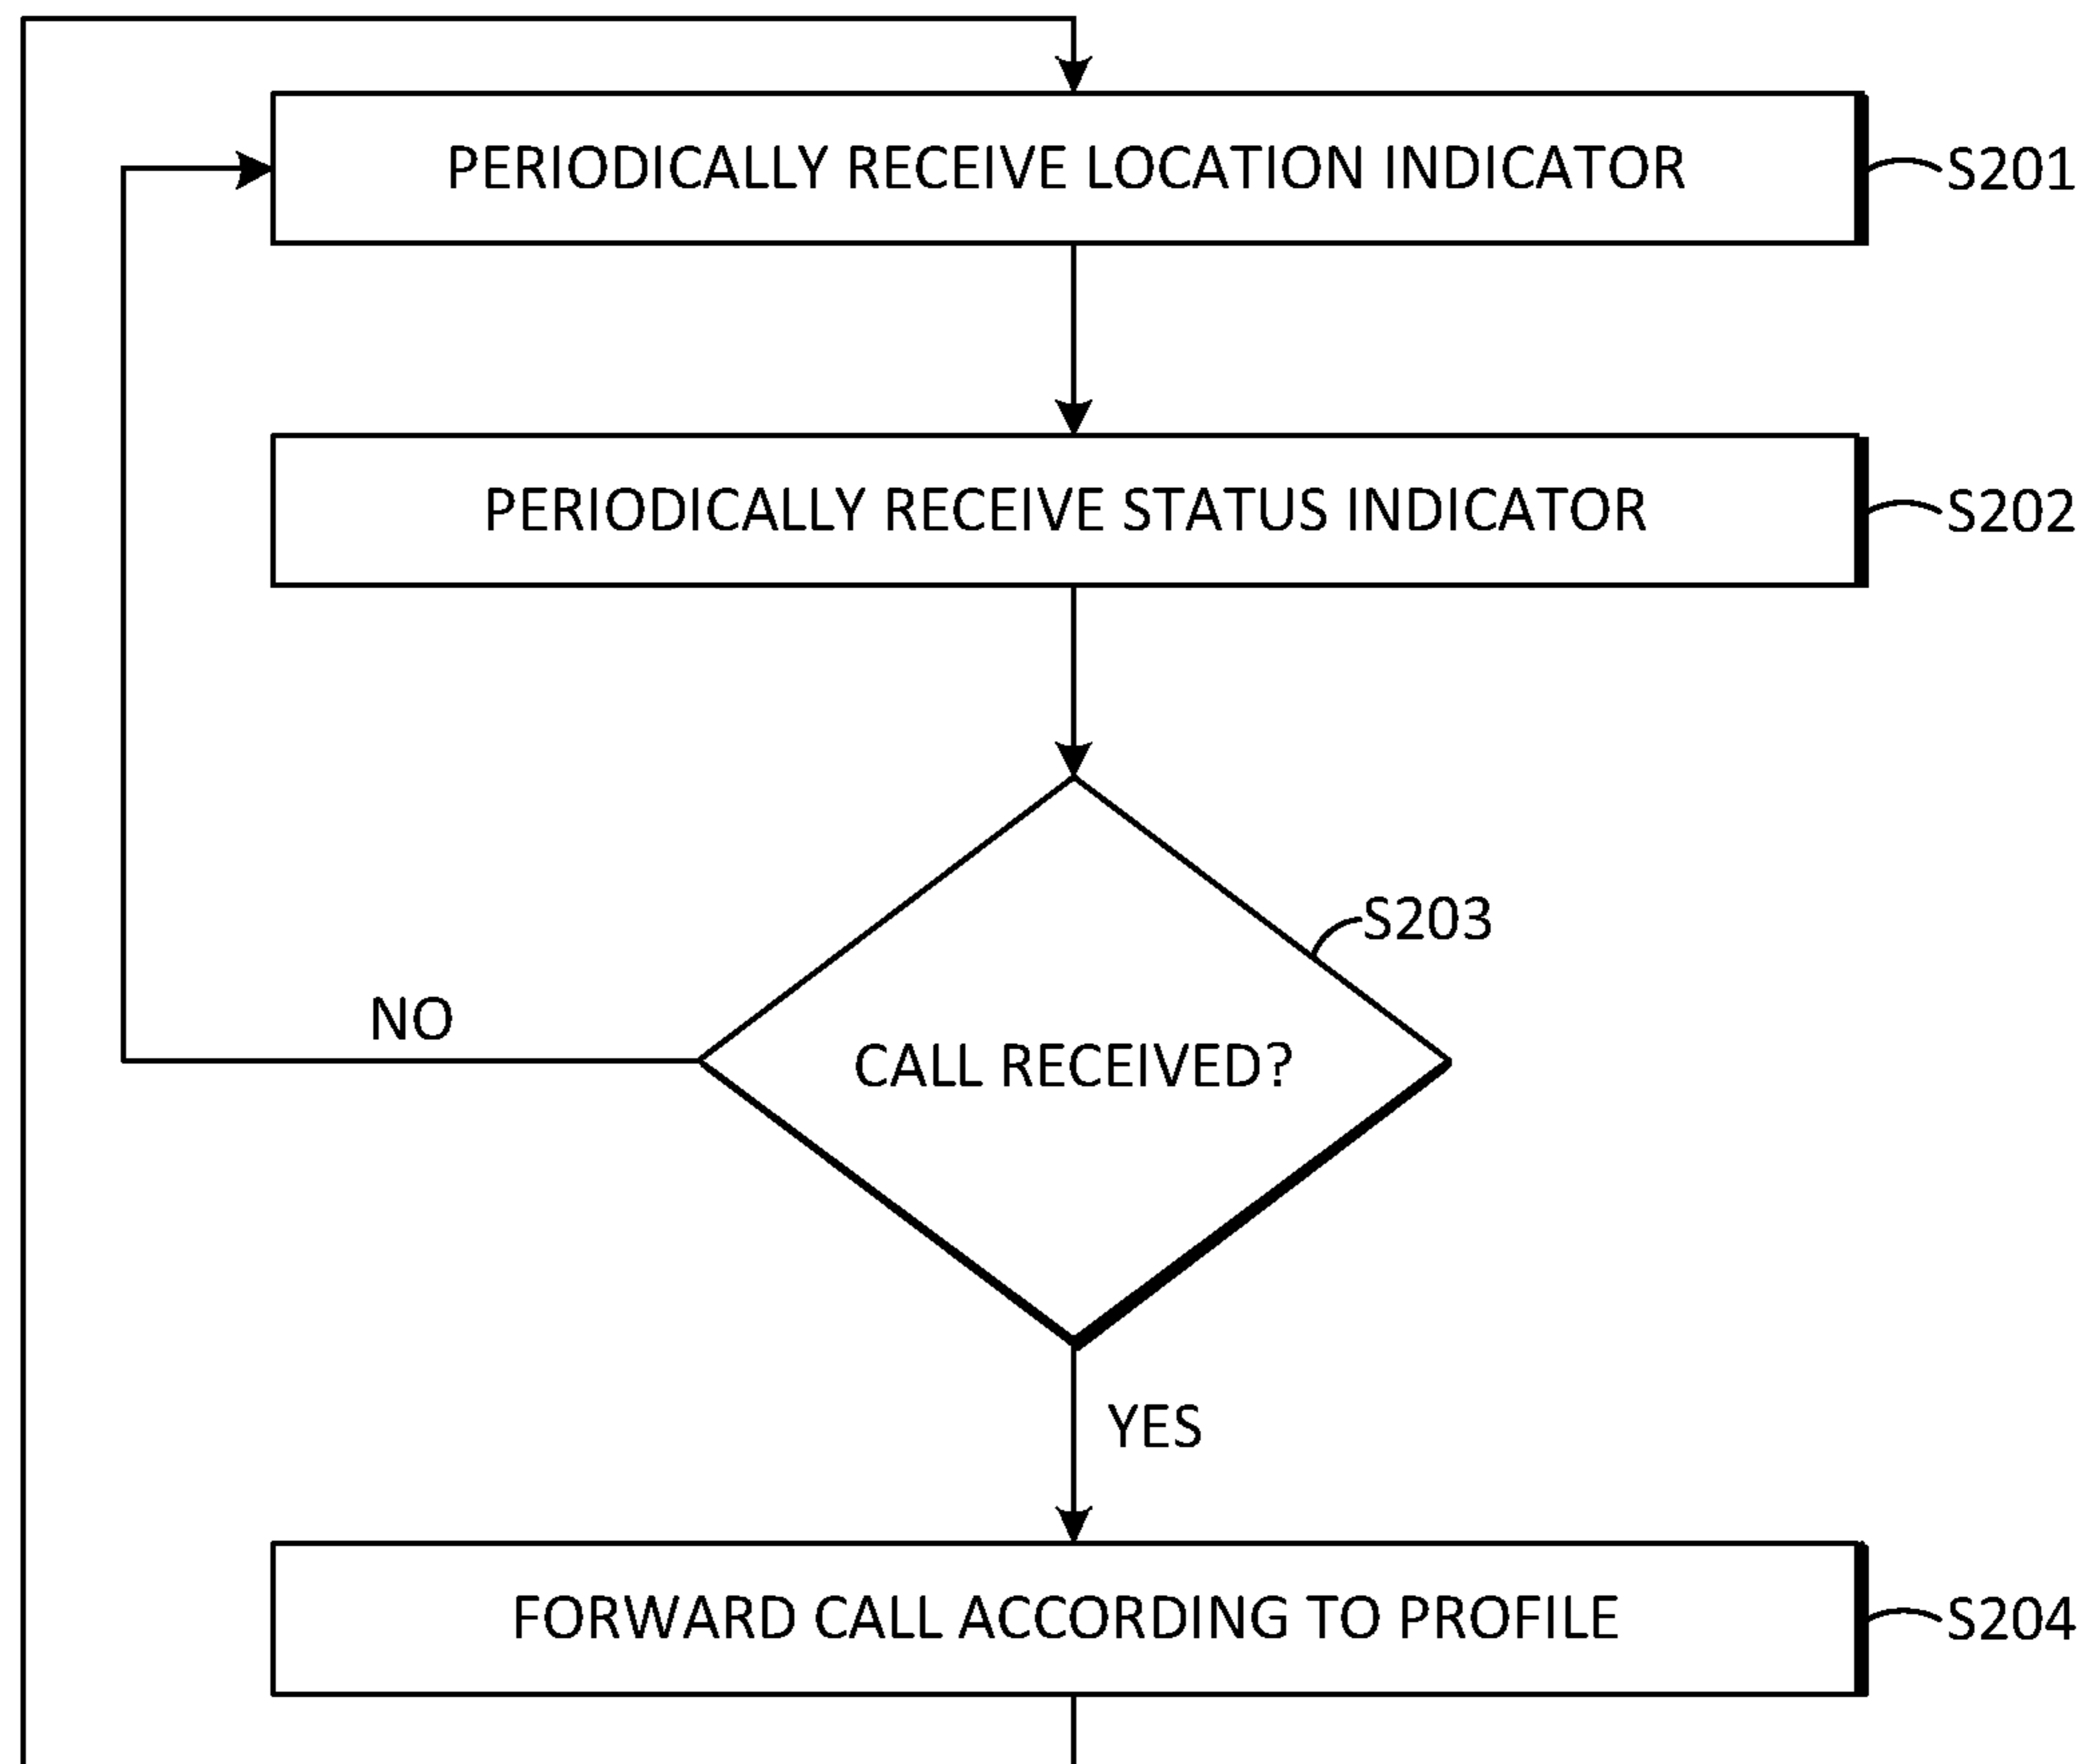 PERIODICALLY RECEIVE LOCATION INDICATOR
S201
PERIODICALLY RECEIVE STATUS INDICATOR
S202
S203
CALL RECEIVED?
NO
YES
FORWARD CALL ACCORDING TO PROFILE
S204